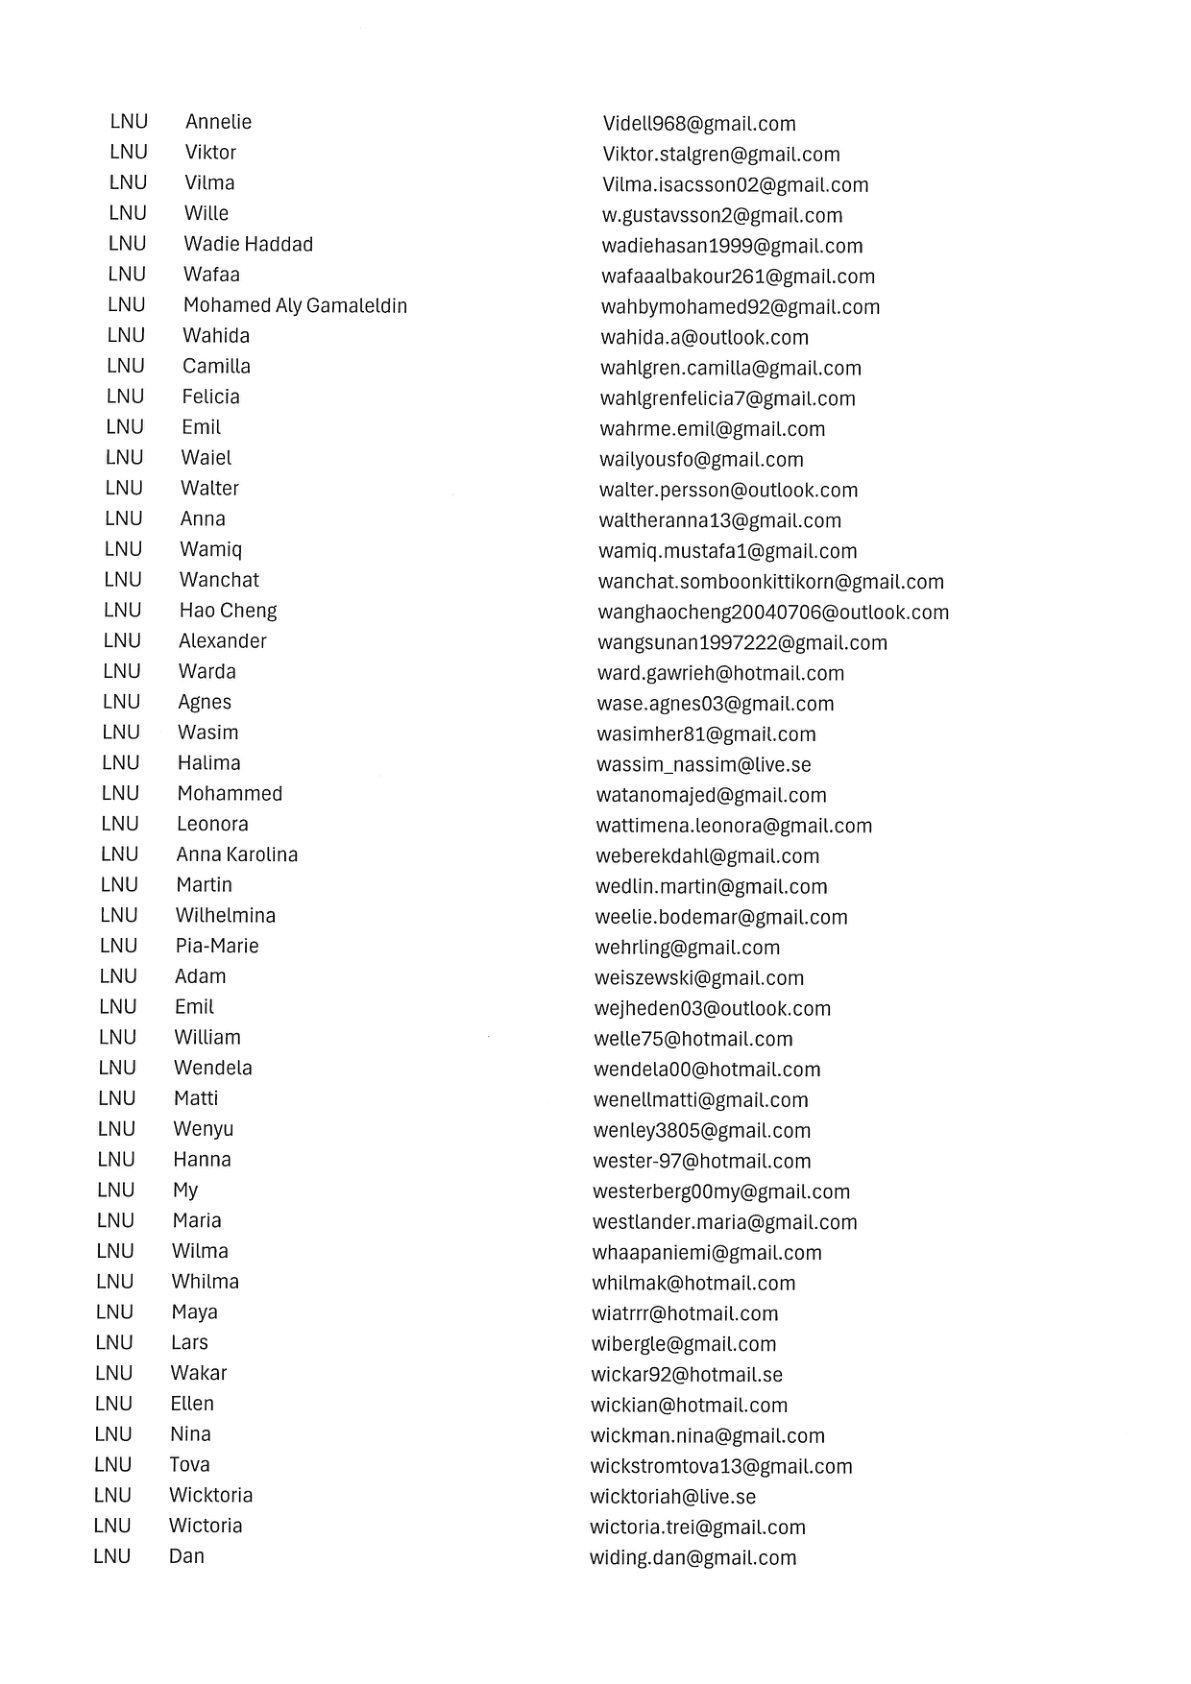 LNU Annelie Videll968@gmail.com
LNU Viktor Viktor.stalgren@gmail.com
LNU Vilma Vilma.isacsson02@gmail.com
LNU Wille w.gustavsson2@gmail.com
LNU Wadie Haddad wadiehasan1999@gmail.com
LNU Wafaa wafaaalbakour261@gmail.com
LNU Mohamed Aly Gamaleldin wahbymohamed92@gmail.com
LNU Wahida wahida.a@outlook.com
LNU Camilla wahlgren.camilla@gmail.com
LNU Felicia wahlgrenfelicia7@gmail.com
LNU Emil wahrme.emil@gmail.com
LNU Waiel wailyousfo@gmail.com
LNU Walter walter.persson@outlook.com
LNU Anna waltheranna13@gmail.com
LNU Wamiq wamiq.mustafa1@gmail.com
LNU Wanchat wanchat.somboonkittikorn@gmail.com
LNU Hao Cheng wanghaocheng20040706@outlook.com
LNU Alexander wangsunan1997222@gmail.com
LNU Warda ward.gawrieh@hotmail.com
LNU Agnes wase.agnes03@gmail.com
LNU Wasim wasimher81@gmail.com
LNU Halima wassim_nassim@live.se
LNU Mohammed watanomajed@gmail.com
LNU Leonora wattimena.leonora@gmail.com
LNU Anna Karolina weberekdahl@gmail.com
LNU Martin wedlin.martin@gmail.com
LNU Wilhelmina weelie.bodemar@gmail.com
LNU Pia-Marie wehrling@gmail.com
LNU Adam weiszewski@gmail.com
LNU Emil wejheden03@outlook.com
LNU William welle75@hotmail.com
LNU Wendela wendela00@hotmail.com
LNU Matti wenellmatti@gmail.com
LNU Wenyu wenley3805@gmail.com
LNU Hanna wester-97@hotmail.com
LNU My westerberg00my@gmail.com
LNU Maria westlander.maria@gmail.com
LNU Wilma whaapaniemi@gmail.com
LNU Whilma whilmak@hotmail.com
LNU Maya wiatrrr@hotmail.com
LNU Lars wibergle@gmail.com
LNU Wakar wickar92@hotmail.se
LNU Ellen wickian@hotmail.com
LNU Nina wickman.nina@gmail.com
LNU Tova wickstromtova13@gmail.com
LNU Wicktoria wicktoriah@live.se
LNU Wictoria wictoria.trei@gmail.com
LNU Dan widing.dan@gmail.com